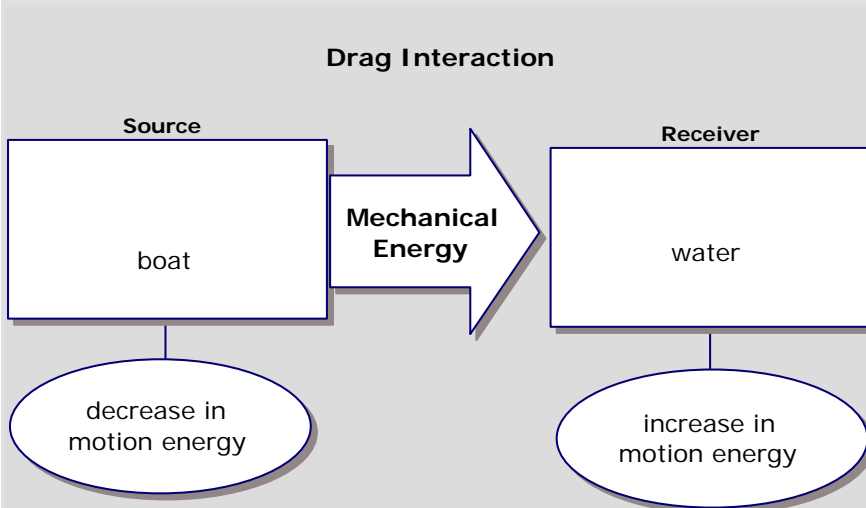 Drag Interaction
Source
Receiver
Mechanical
Energy
boat
water
decrease in
motion energy
increase in
motion energy